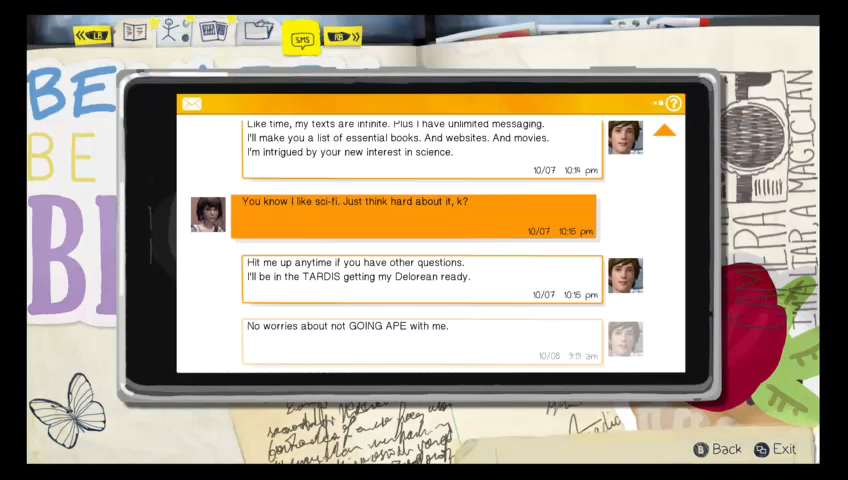 LB
SMS
RB
BE
BE
B
Like time, my texts are infinite. Plus I have unlimited messaging.
I'll make you a list of essential books. And websites. And movies.
I'm intrigued by your new interest in science.
10/07 10:14 pm
You know I like sci-fi. Just think hard about it, k?
10/07 10:15 pm
Hit me up anytime if you have other questions.
I'll be in the TARDIS getting my Delorean ready.
10/07 10:15 pm
No worries about not GOING APE with me.
10/08 9:19 am
CAMERA
I'M A LIAR, A MAGICIAN
B Back
Exit